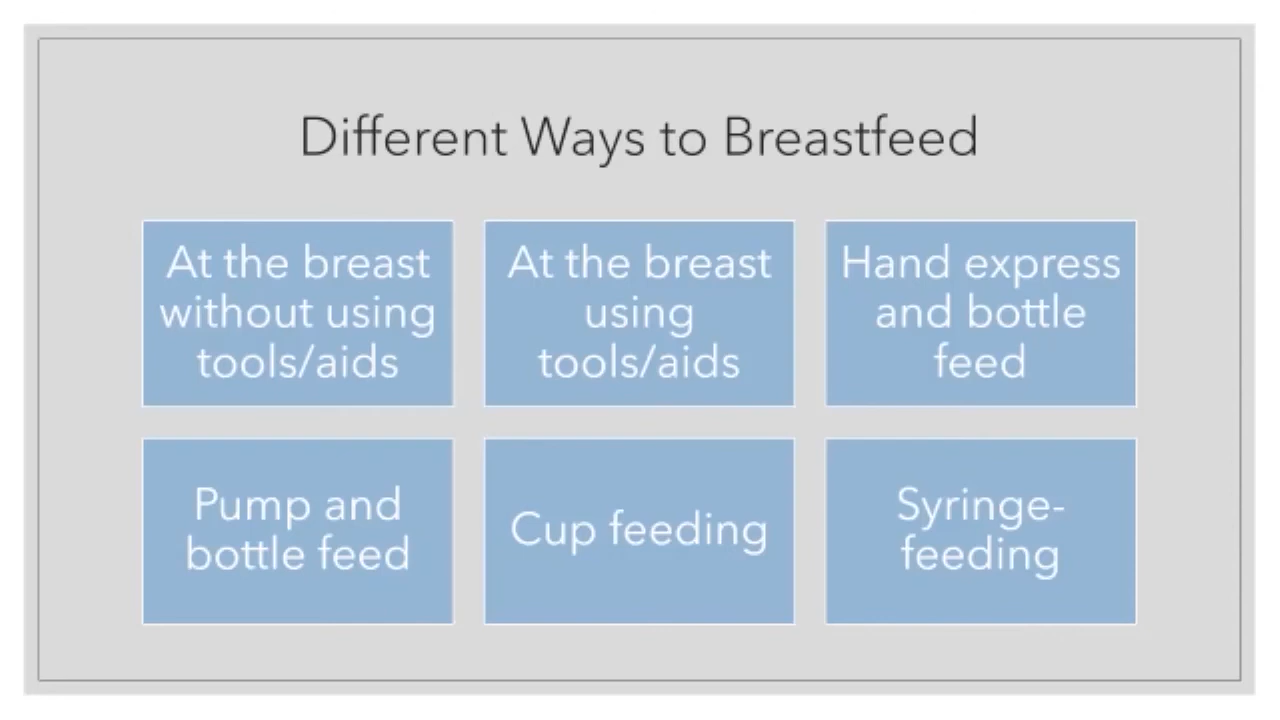 Different Ways to Breastfeed
At the breast
without using
tools/aids
At the breast
using
tools/aids
Hand express
and bottle
feed
Pump and
bottle feed
Cup feeding
Syringe-
feeding